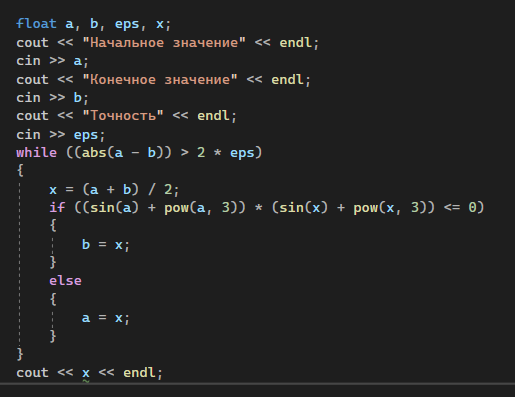 float a, b, eps, x;
cout << "Начальное значение" << endl;
cin >> a;
cout << "Конечное значение" << endl;
cin >> b;
cout << "Точность" << endl;
cin >> eps;
while ((abs(a - b)) > 2 * eps)
{
    x = (a + b) / 2;
    if ((sin(a) + pow(a, 3)) * (sin(x) + pow(x, 3)) <= 0)
    {
        b = x;
    }
    else
    {
        a = x;
    }
}
cout << x << endl;